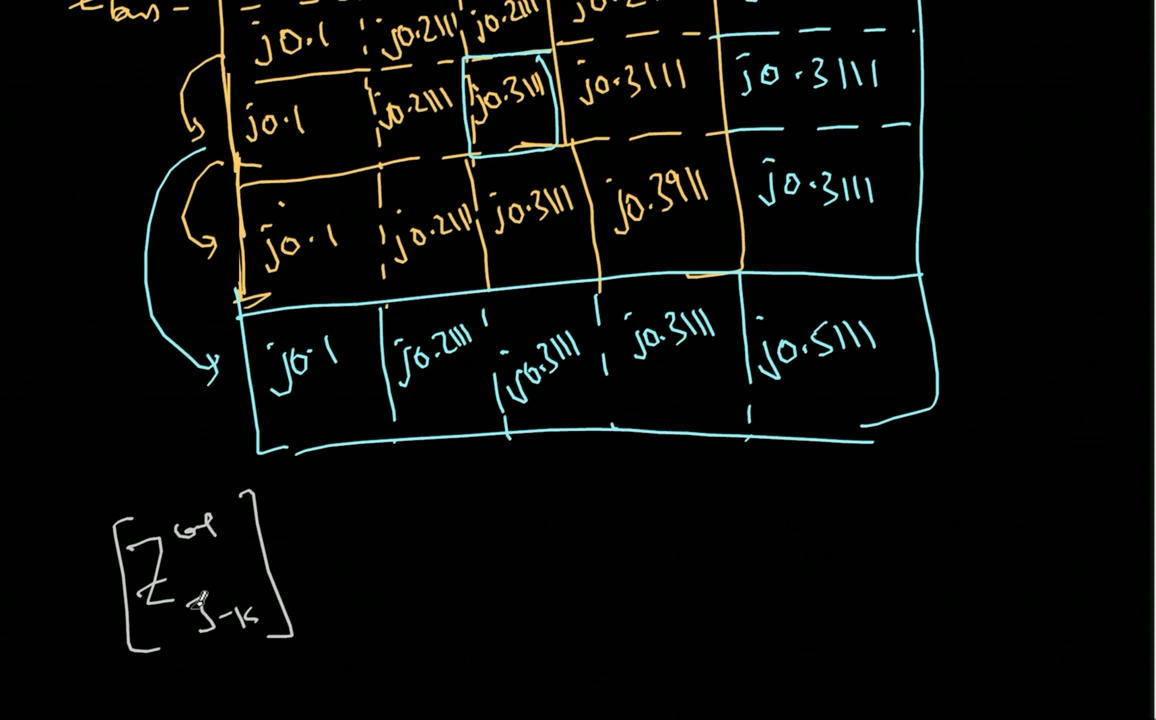 Zbus =
j0.1 j0.2111 j0.2111
j0.1 j0.2111 j0.3111 j0.3111 j0.3111
j0.1 j0.2111 j0.3111 j0.3911 j0.3111
j0.1 j0.2111 j0.3111 j0.3111 j0.5111
Z
j-k